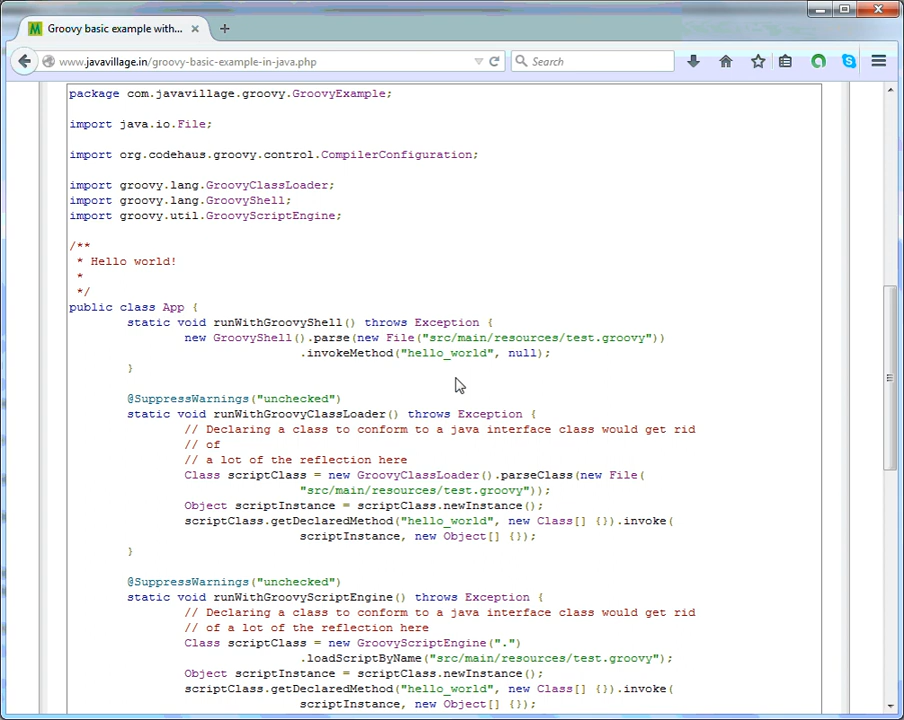 Groovy basic example with...
www.javavillage.in/groovy-basic-example-in-java.php
Search
package com.javavillage.groovy.GroovyExample;
import java.io.File;
import org.codehaus.groovy.control.CompilerConfiguration;
import groovy.lang.GroovyClassLoader;
import groovy.lang.GroovyShell;
import groovy.util.GroovyScriptEngine;
/**
* Hello world!
*
*/
public class App {
static void runWithGroovyShell() throws Exception {
new GroovyShell().parse(new File("src/main/resources/test.groovy"))
.invokeMethod("hello_world", null);
}
@SuppressWarnings("unchecked")
static void runWithGroovyClassLoader() throws Exception {
// Declaring a class to conform to a java interface class would get rid
// of
// a lot of the reflection here
Class scriptClass = new GroovyClassLoader().parseClass(new File(
"src/main/resources/test.groovy"));
Object scriptInstance = scriptClass.newInstance();
scriptClass.getDeclaredMethod("hello_world", new Class[] {}).invoke(
scriptInstance, new Object[] {});
}
@SuppressWarnings("unchecked")
static void runWithGroovyScriptEngine() throws Exception {
// Declaring a class to conform to a java interface class would get rid
// of a lot of the reflection here
Class scriptClass = new GroovyScriptEngine(".")
.loadScriptByName("src/main/resources/test.groovy");
Object scriptInstance = scriptClass.newInstance();
scriptClass.getDeclaredMethod("hello_world", new Class[] {}).invoke(
scriptInstance, new Object[] {});